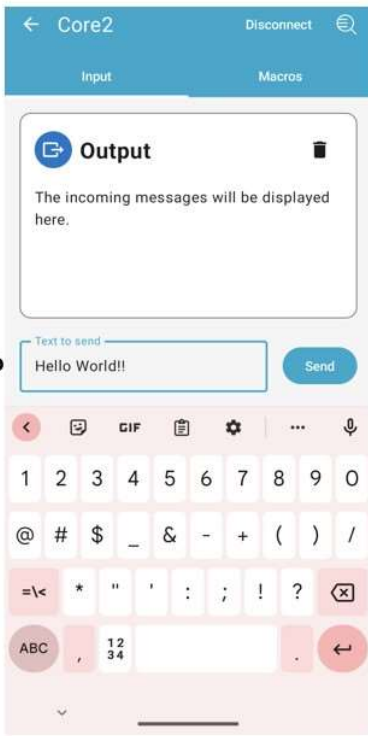 Core2 Disconnect
Input Macros
Output
The incoming messages will be displayed
here.
Text to send
Hello World!!
Send
GIF
1 2 3 4 5 6 7 8 9 0
@ # $ _ & - + ( ) /
=\< * " ' : ; ! ?
ABC , 12 .
34